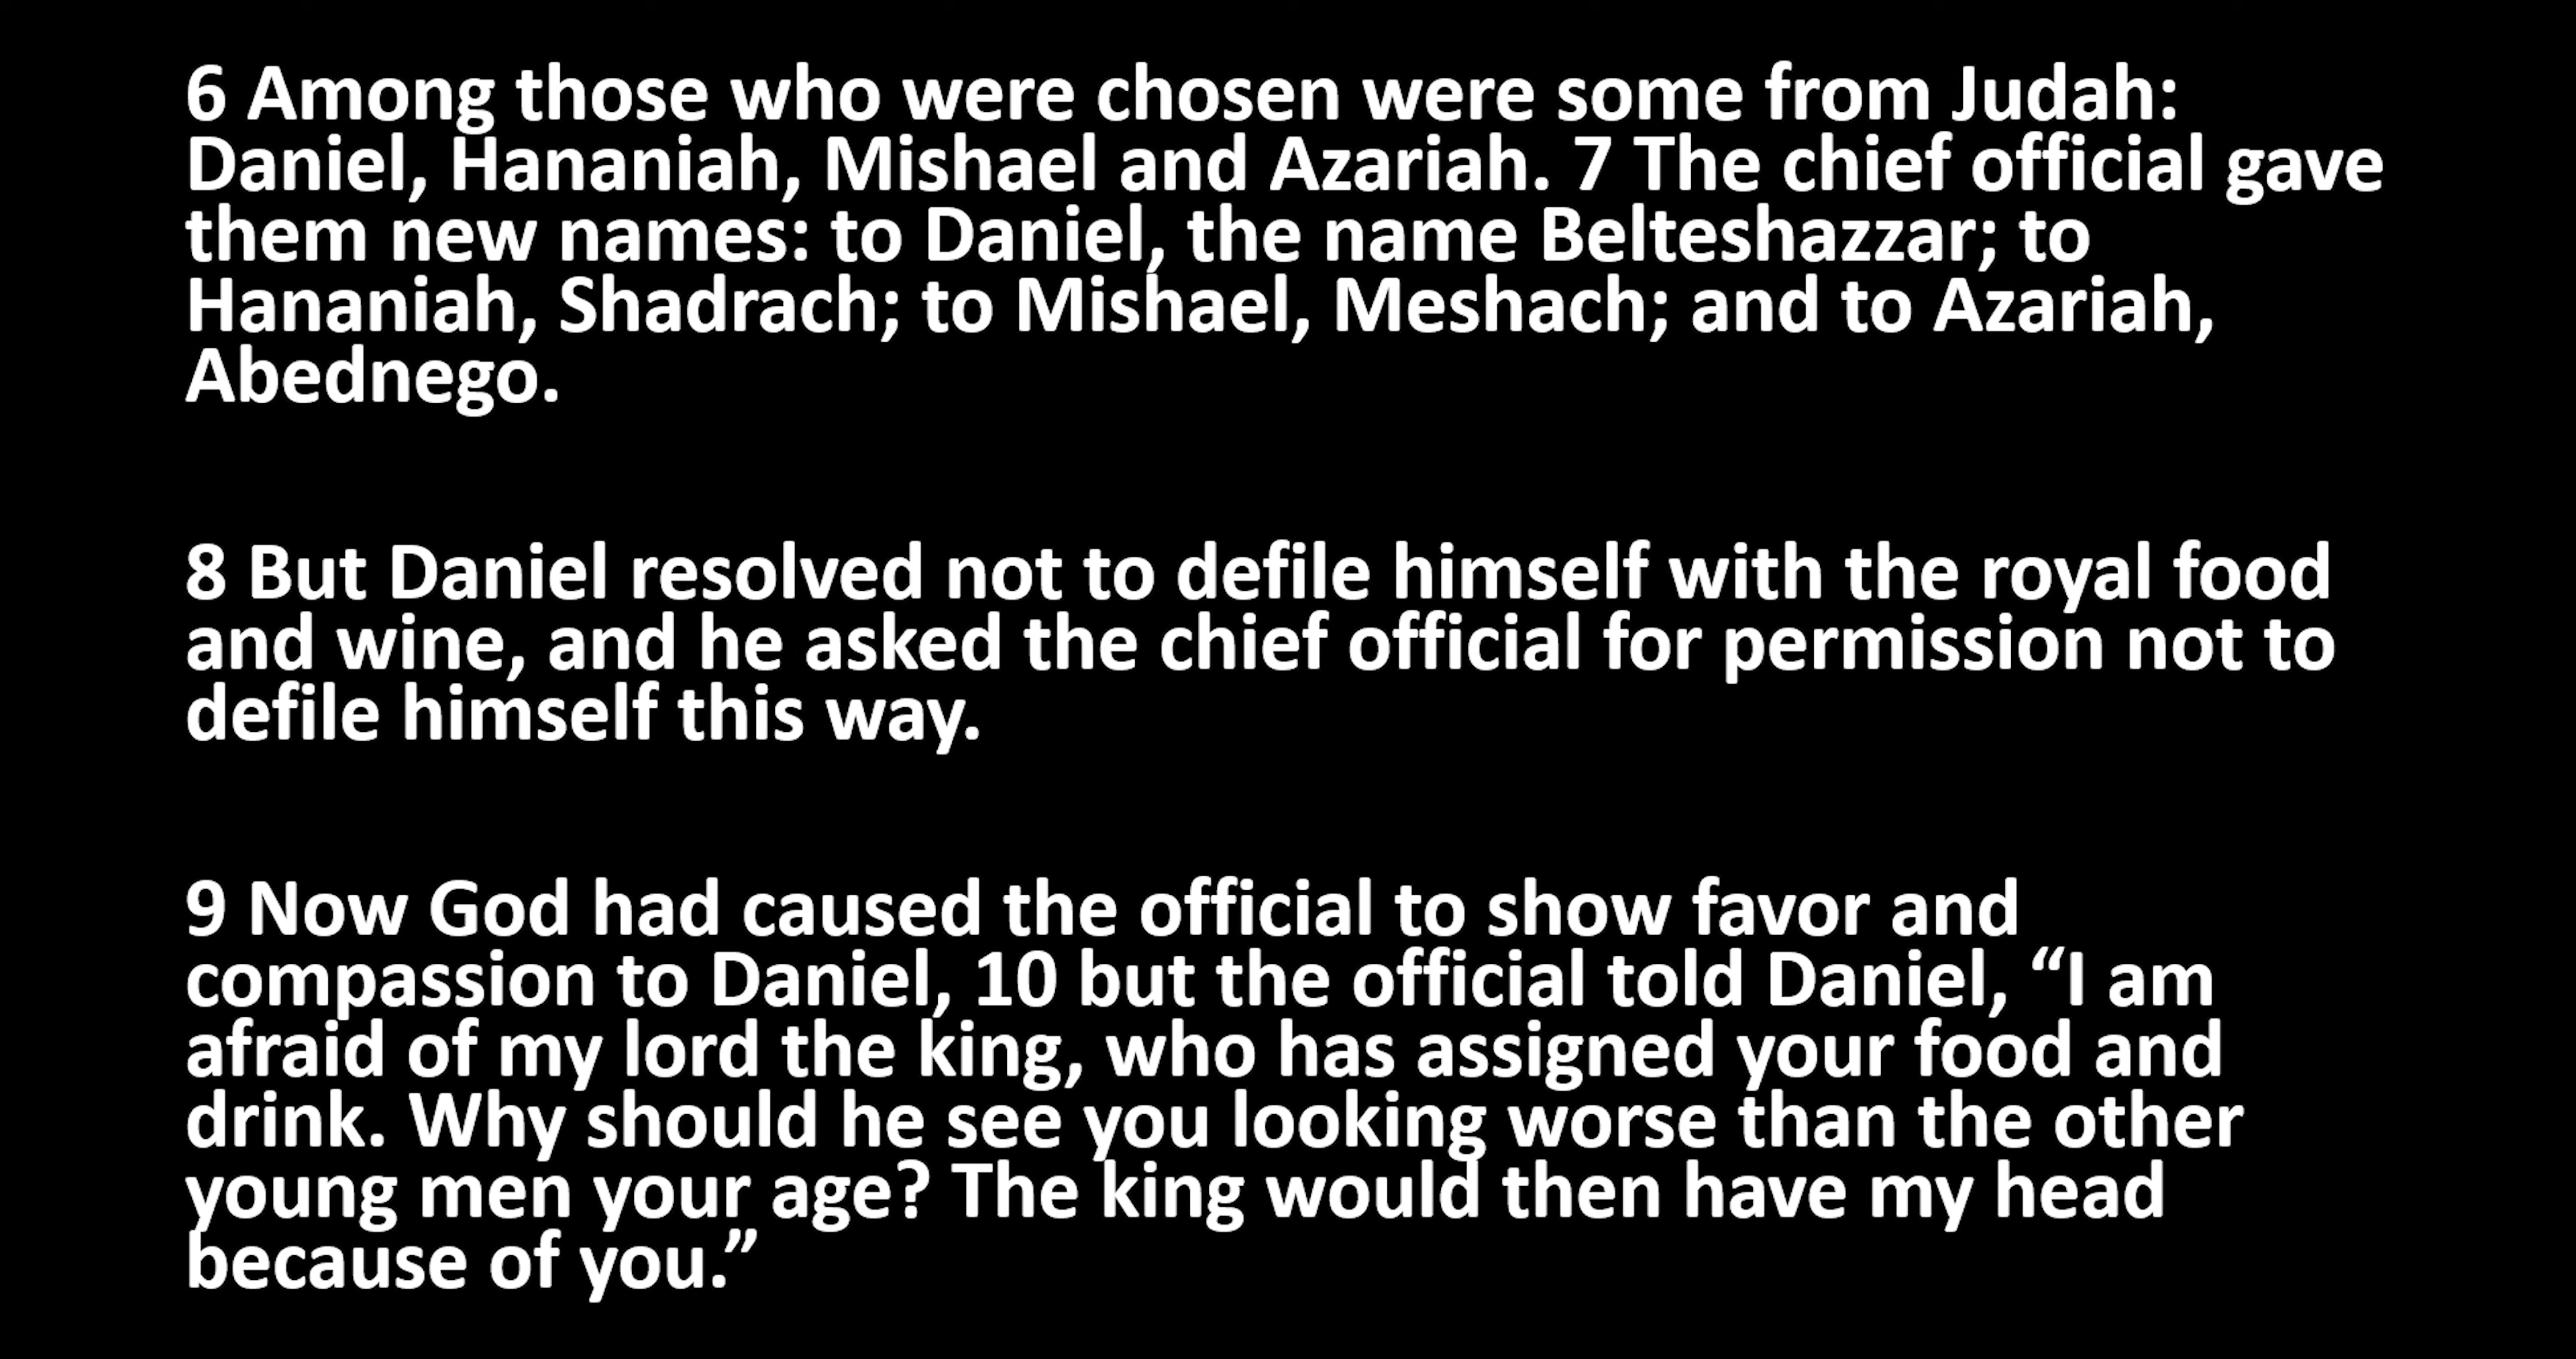 6 Among those who were chosen were some from Judah:
Daniel, Hananiah, Mishael and Azariah. 7 The chief official gave
them new names: to Daniel, the name Belteshazzar; to
Hananiah, Shadrach; to Mishael, Meshach; and to Azariah,
Abednego.
8 But Daniel resolved not to defile himself with the royal food
and wine, and he asked the chief official for permission not to
defile himself this way.
9 Now God had caused the official to show favor and
compassion to Daniel, 10 but the official told Daniel, “I am
afraid of my lord the king, who has assigned your food and
drink. Why should he see you looking worse than the other
young men your age? The king would then have my head
because of you.”